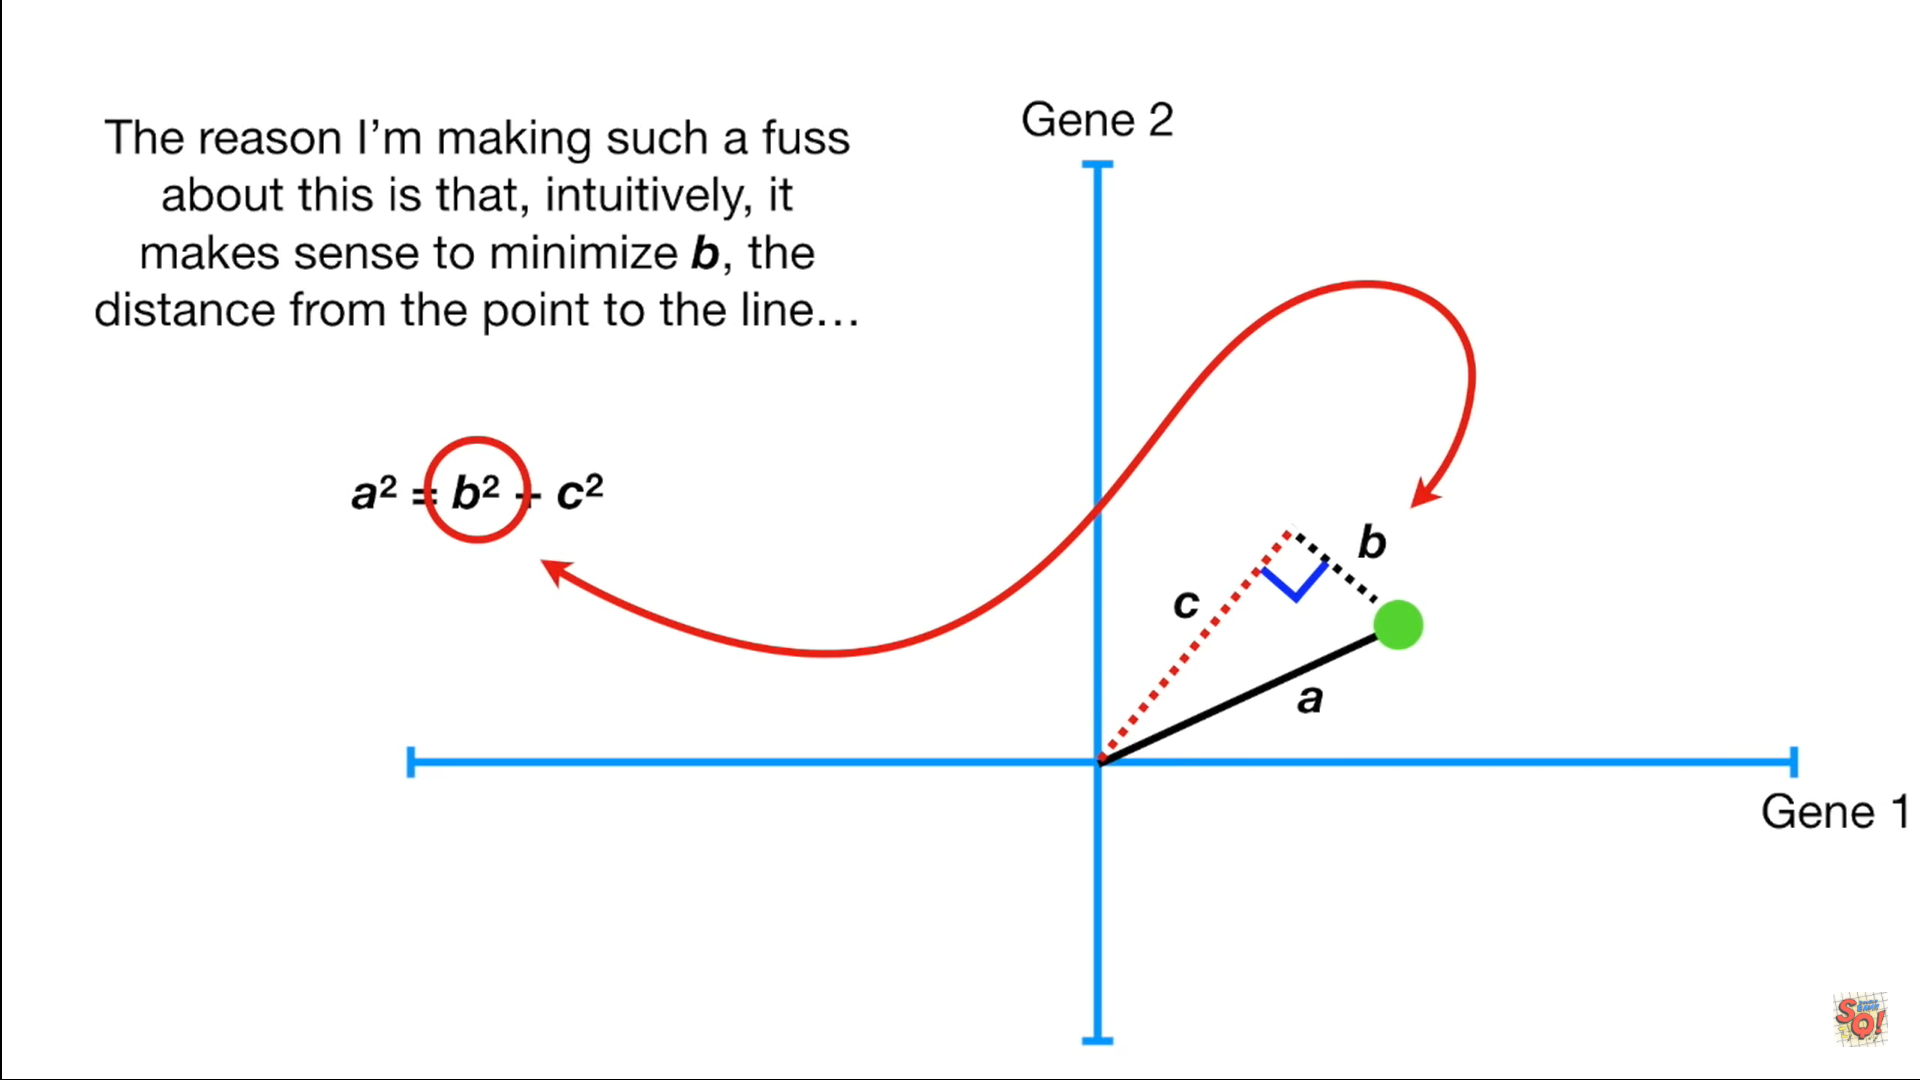 The reason I’m making such a fuss
about this is that, intuitively, it
makes sense to minimize b, the
distance from the point to the line…
a² = b² + c²
Gene 2
b
c
a
Gene 1
SQ!